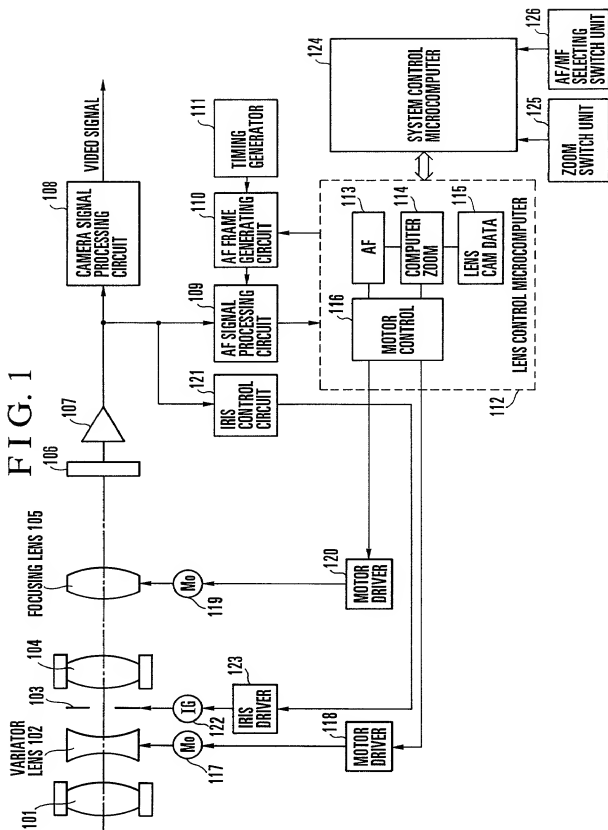 FIG. 1
101
VARIATOR
LENS 102
103
104
FOCUSING LENS 105
106
107
108
CAMERA SIGNAL
PROCESSING
CIRCUIT
VIDEO SIGNAL
Mo
117
IG
122
Mo
119
123
IRIS
DRIVER
118
MOTOR
DRIVER
120
MOTOR
DRIVER
121
IRIS
CONTROL
CIRCUIT
109
AF SIGNAL
PROCESSING
CIRCUIT
110
AF FRAME
GENERATING
CIRCUIT
111
TIMING
GENERATOR
112
116
MOTOR
CONTROL
113
AF
114
COMPUTER
ZOOM
115
LENS
CAM DATA
LENS CONTROL MICROCOMPUTER
124
SYSTEM CONTROL
MICROCOMPUTER
125
ZOOM
SWITCH UNIT
126
AF/MF
SELECTING
SWITCH UNIT